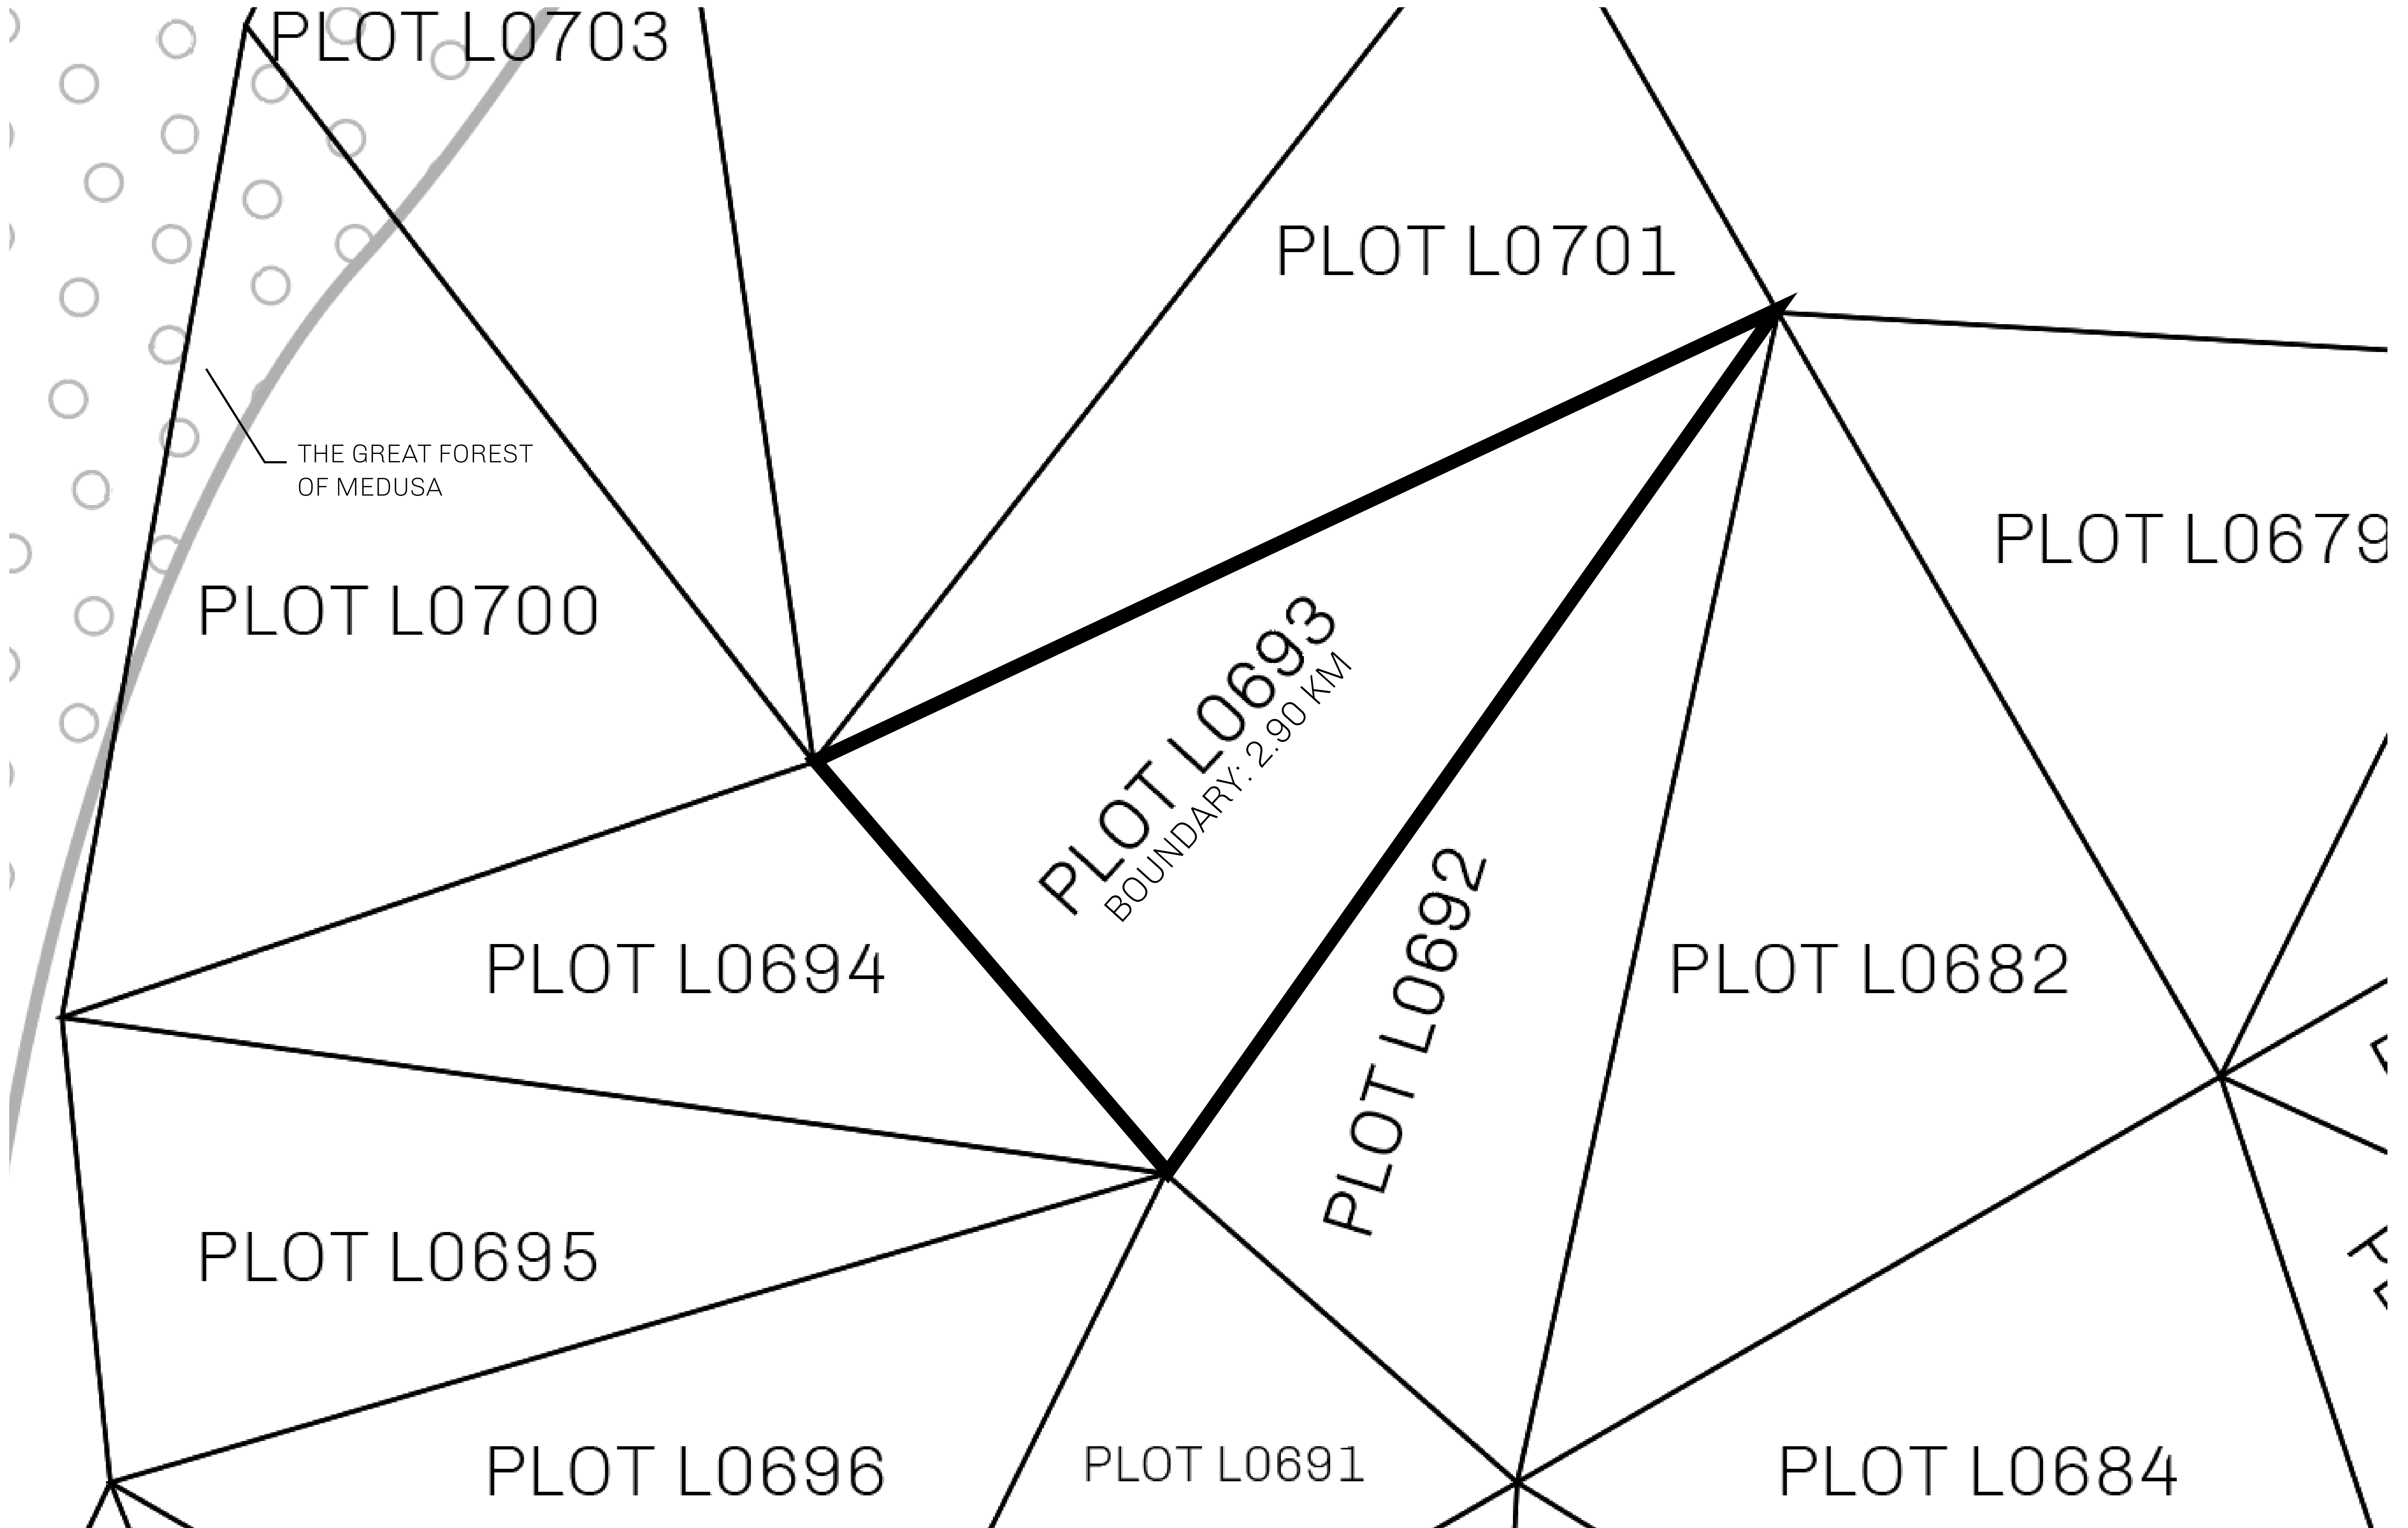 PLOT L0703
PLOT L0701
THE GREAT FOREST
OF MEDUSA
PLOT L0679
PLOT L0700
PLOT L0693
BOUNDARY: 2.90 KM
PLOT L0692
PLOT L0694
PLOT L0682
PLOT L0695
PLOT L0696
PLOT L0691
PLOT L0684